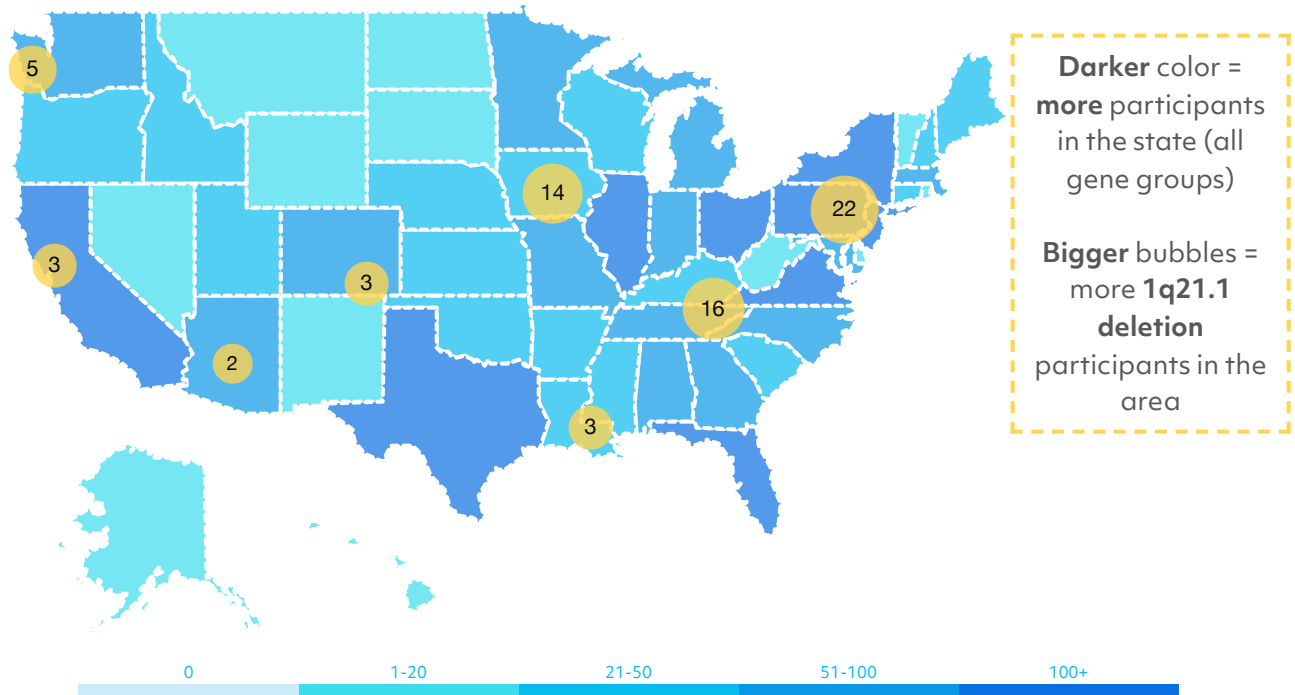 5
14
22
3
3
16
2
3
Darker color =
more participants
in the state (all
gene groups)
Bigger bubbles =
more 1q21.1
deletion
participants in the
area
0 1-20 21-50 51-100 100+